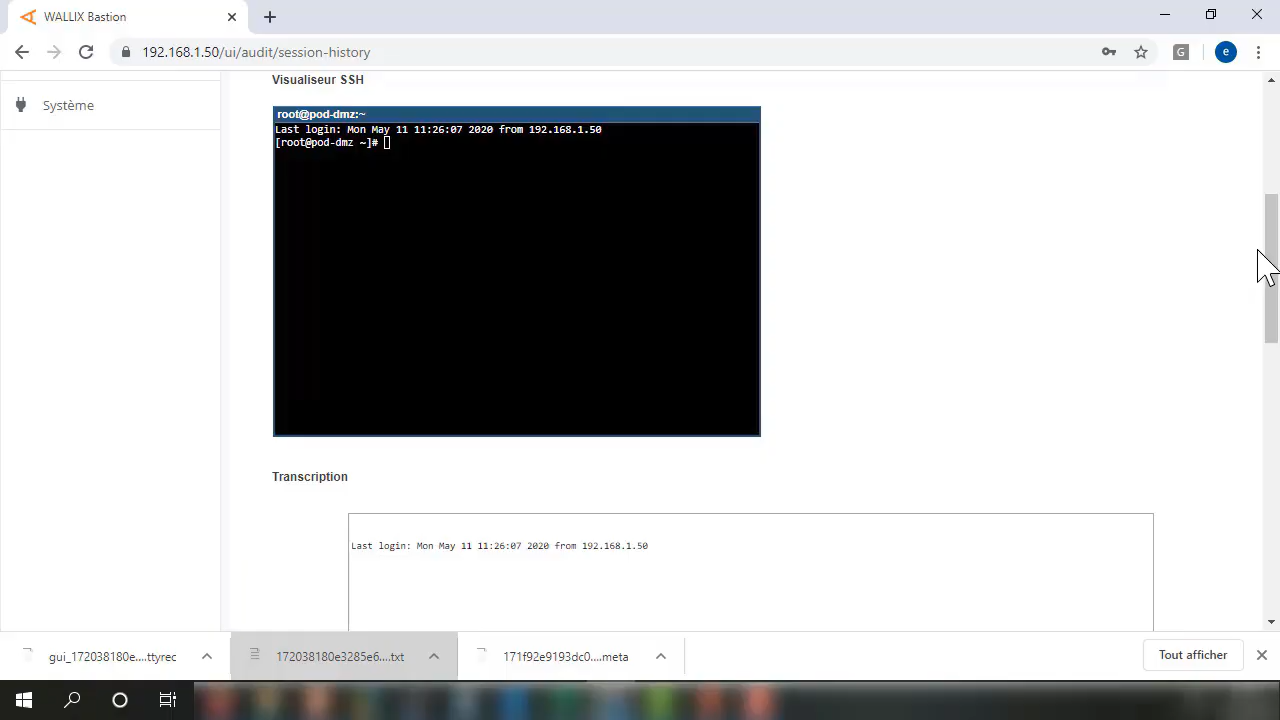 WALLIX Bastion
192.168.1.50/ui/audit/session-history
G
e
Visualiseur SSH
Système
root@pod-dmz:~
Last login: Mon May 11 11:26:07 2020 from 192.168.1.50
[root@pod-dmz ~]#
Transcription
Last login: Mon May 11 11:26:07 2020 from 192.168.1.50
gui_172038180e....ttyrec
172038180e3285e6....txt
171f92e9193dc0....meta
Tout afficher